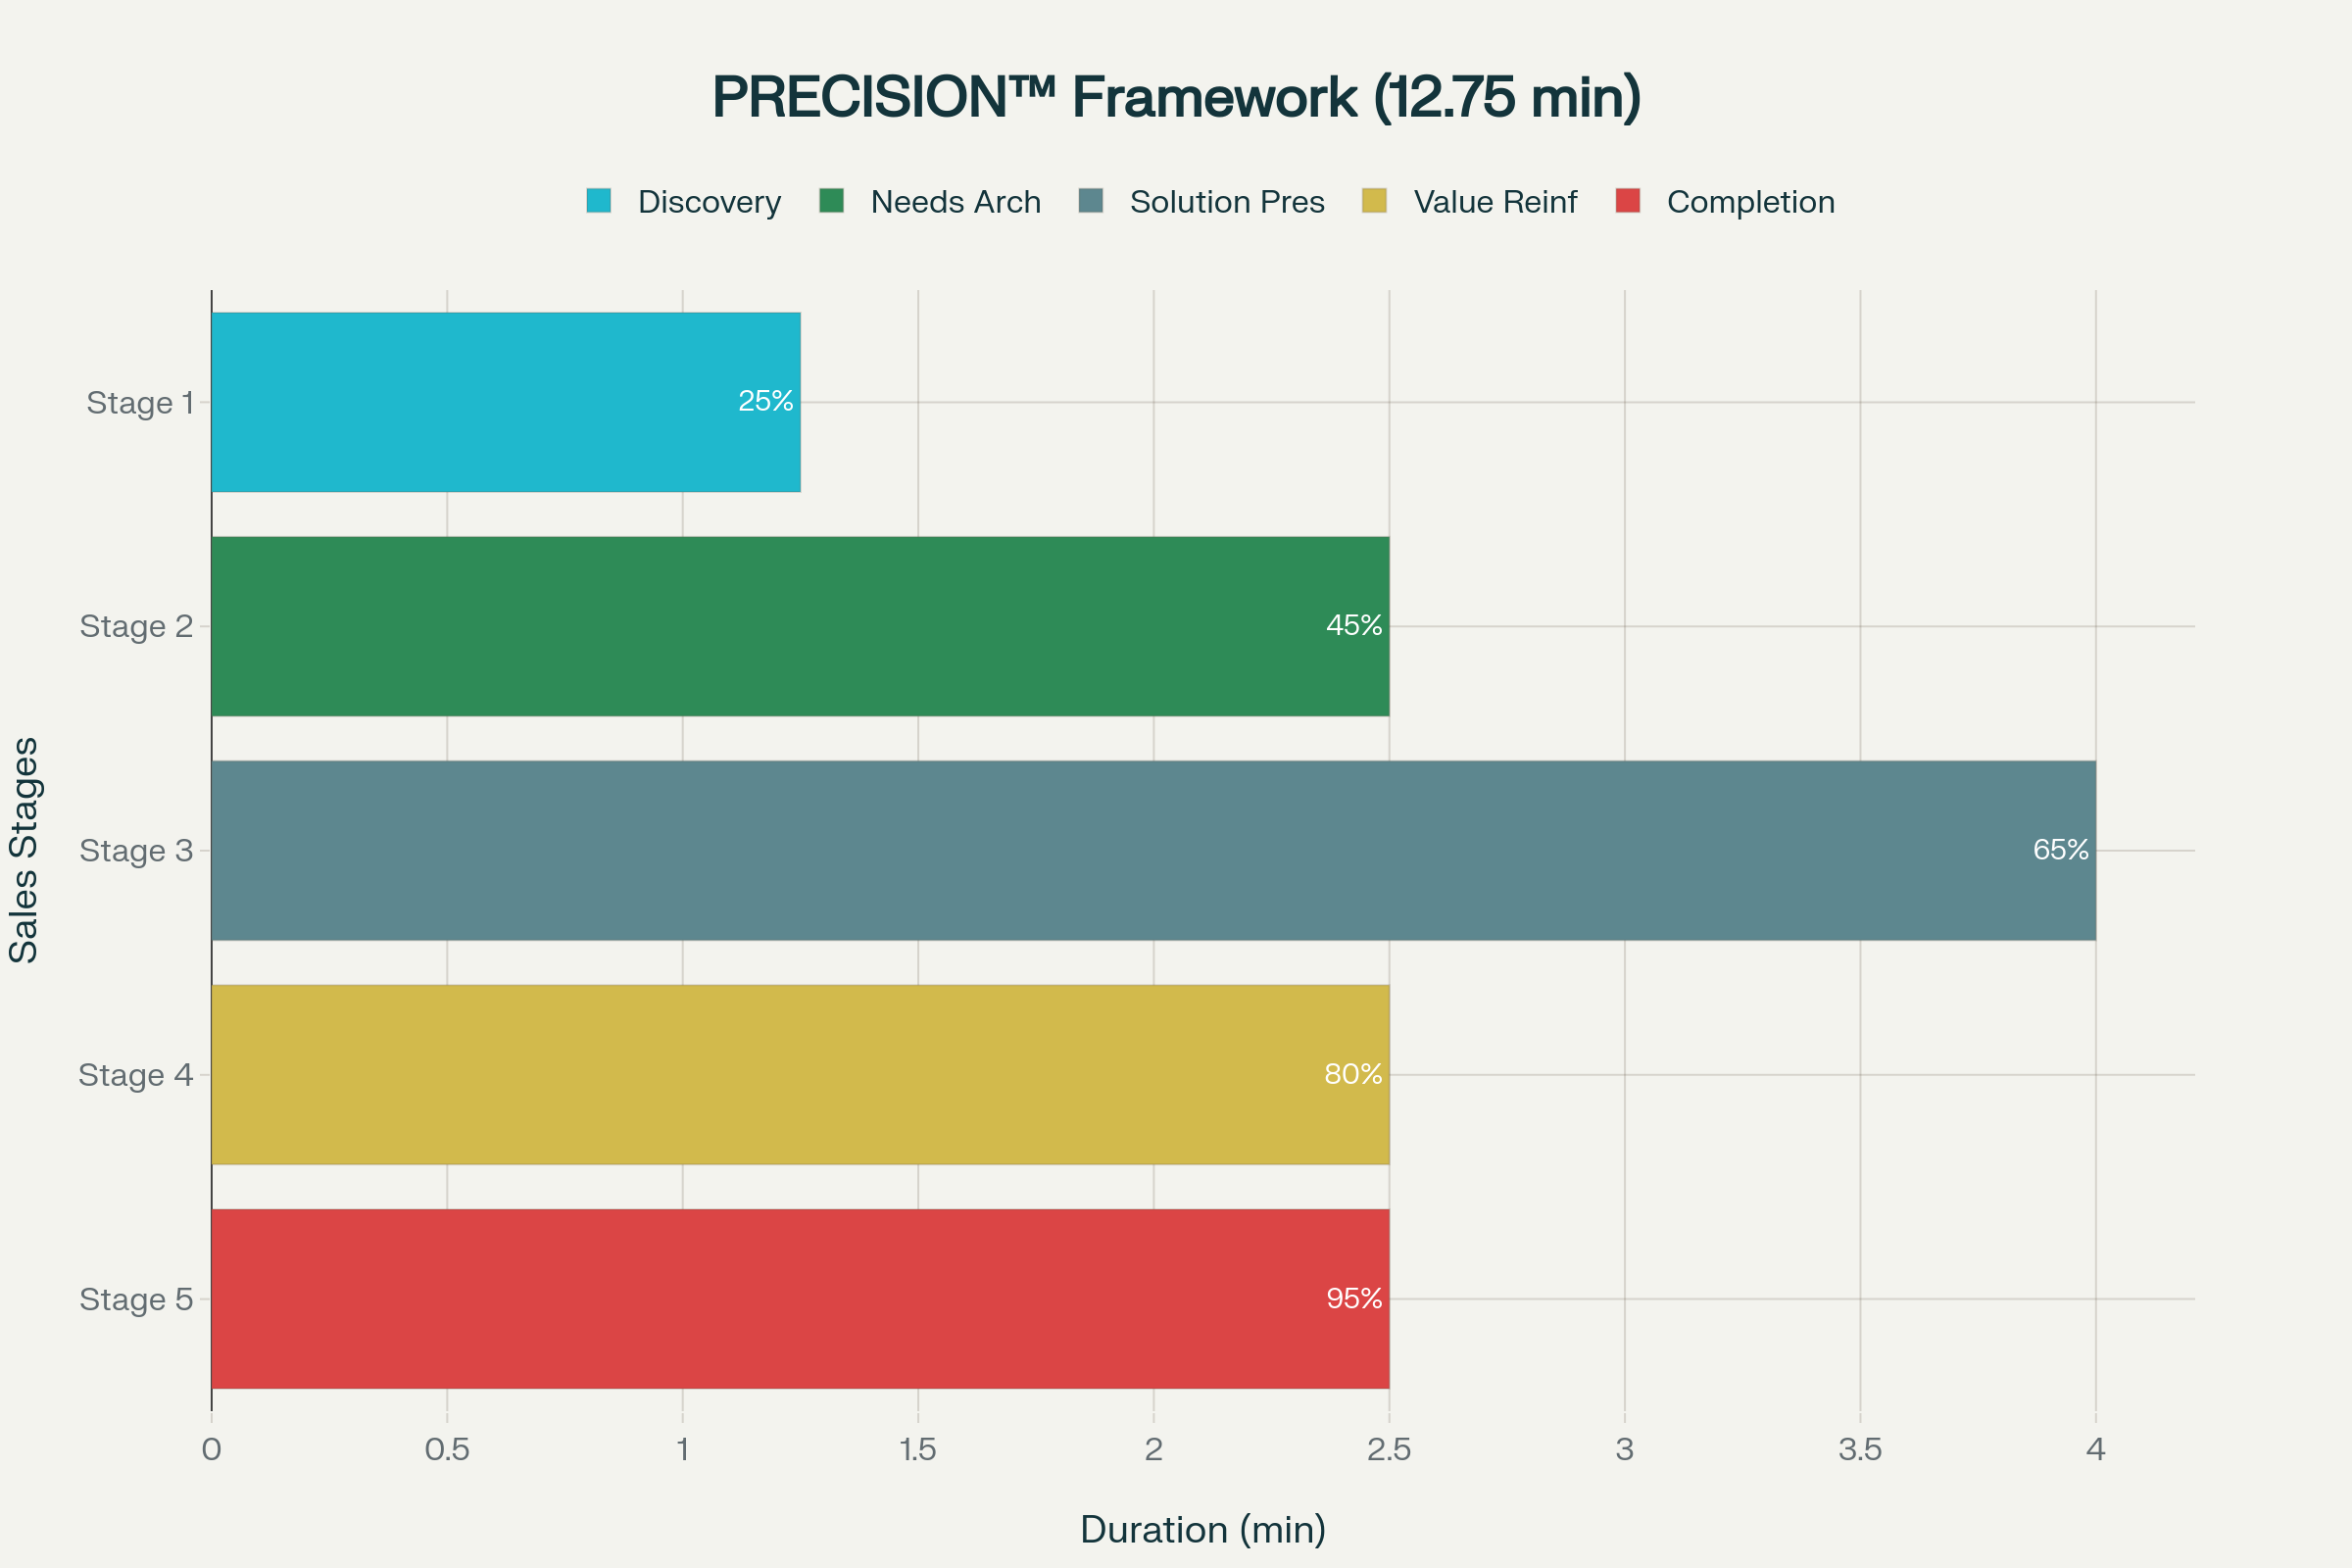 PRECISION™ Framework (12.75 min)
Discovery Needs Arch Solution Pres Value Reinf Completion
Sales Stages
Stage 1 25%
Stage 2 45%
Stage 3 65%
Stage 4 80%
Stage 5 95%
0 0.5 1 1.5 2 2.5 3 3.5 4
Duration (min)